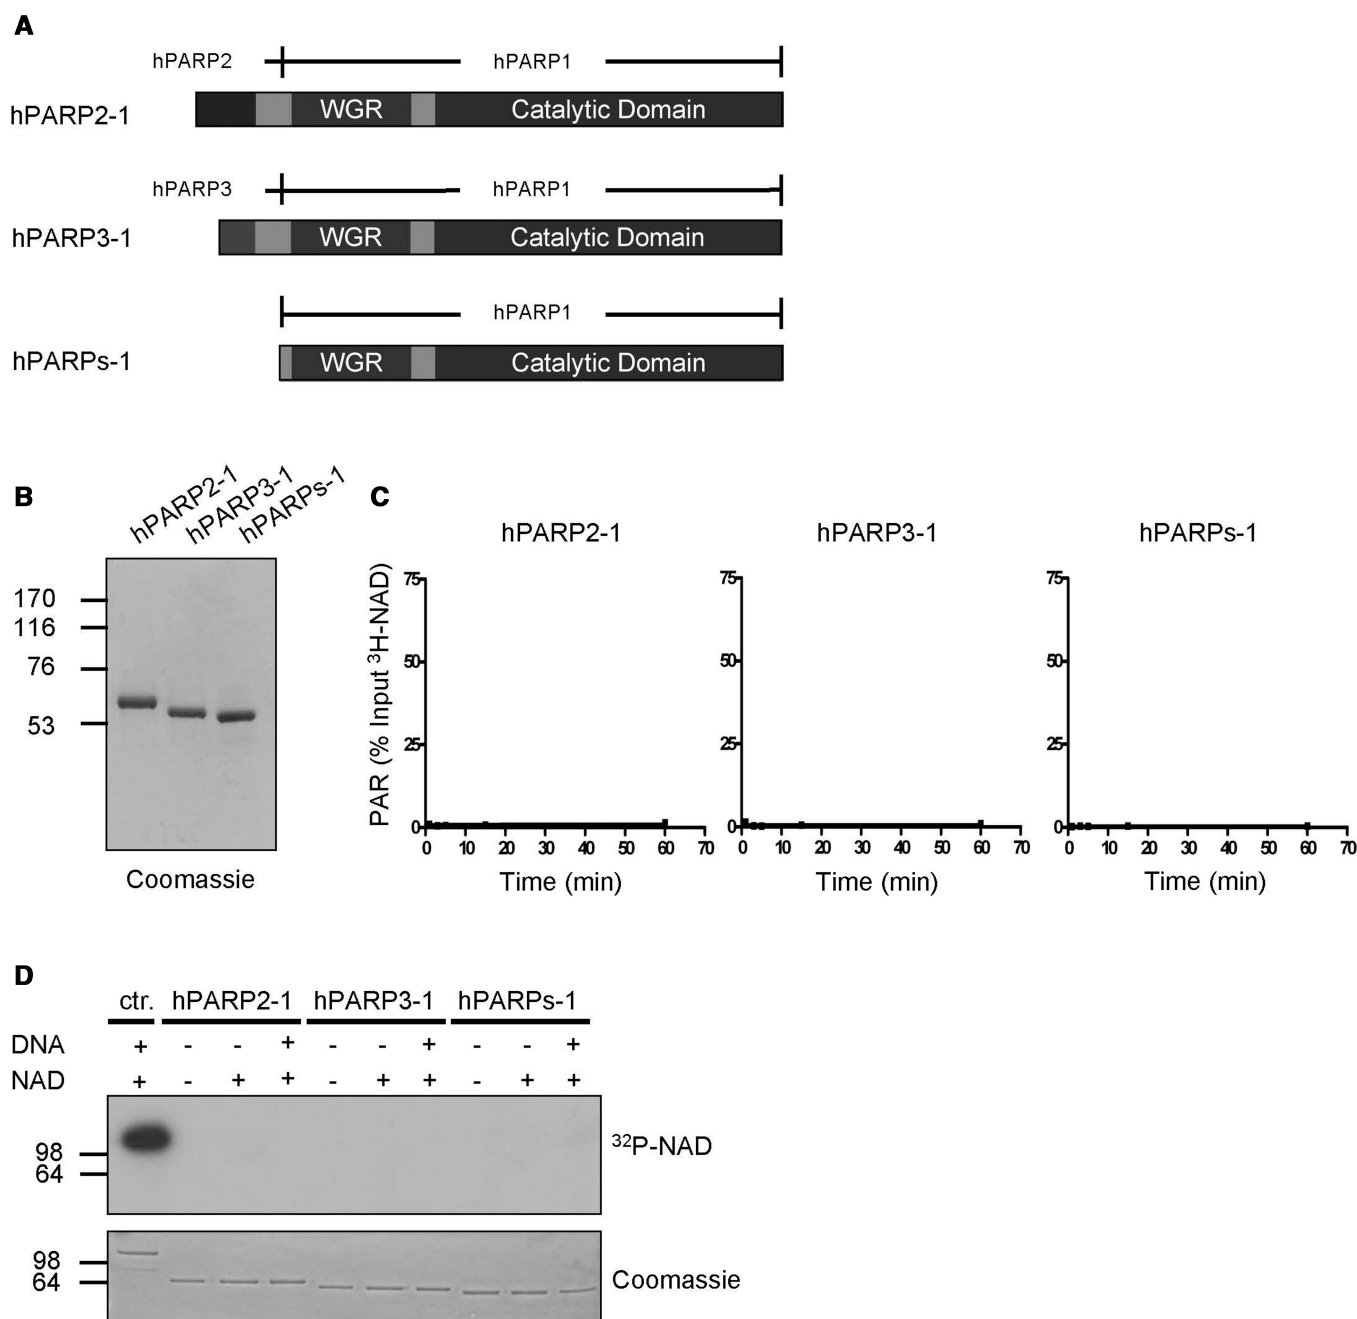 A
hPARP2 hPARP1
hPARP2-1 WGR Catalytic Domain
hPARP3 hPARP1
hPARP3-1 WGR Catalytic Domain
hPARP1
hPARPs-1 WGR Catalytic Domain
B
hPARP2-1 hPARP3-1 hPARPs-1
170
116
76
53
Coomassie
C
hPARP2-1 hPARP3-1 hPARPs-1
PAR (% Input ³H-NAD)
75 75 75
50 50 50
25 25 25
0 0 0
0 10 20 30 40 50 60 70 0 10 20 30 40 50 60 70 0 10 20 30 40 50 60 70
Time (min) Time (min) Time (min)
D
ctr. hPARP2-1 hPARP3-1 hPARPs-1
DNA + - - + - - + - - +
NAD + - + + - + + - + +
98
64
³²P-NAD
98
64
Coomassie